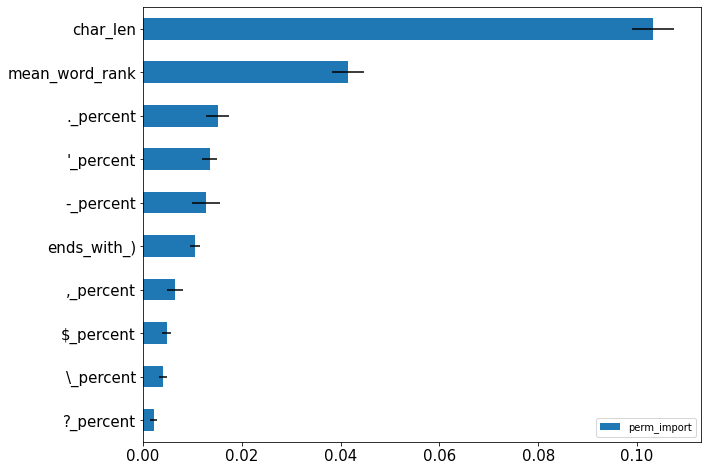 char_len
mean_word_rank
._percent
'_percent
-_percent
ends_with_)
,_percent
$_percent
\_percent
?_percent
0.00 0.02 0.04 0.06 0.08 0.10
perm_import